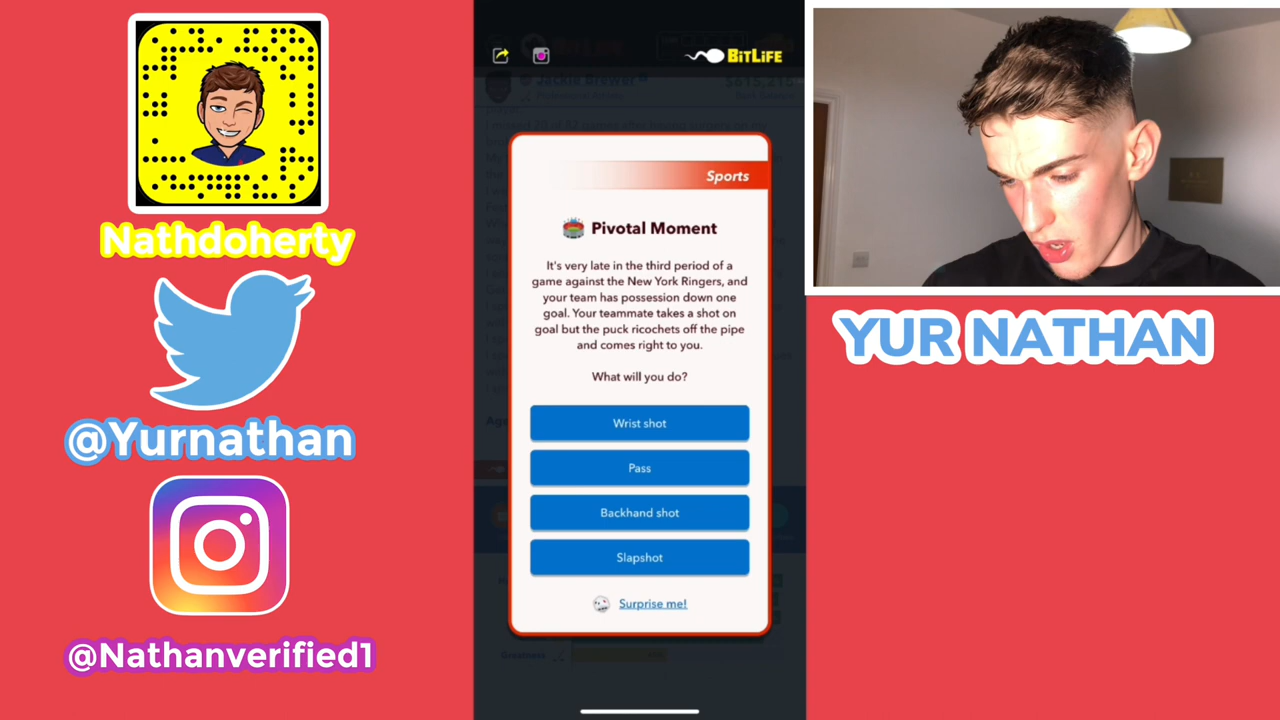 Nathdoherty
@Yurnathan
@Nathanverified1
BitLife
Sports
Pivotal Moment
It's very late in the third period of a
game against the New York Ringers, and
your team has possession down one
goal. Your teammate takes a shot on
goal but the puck ricochets off the pipe
and comes right to you.
What will you do?
Wrist shot
Pass
Backhand shot
Slapshot
Surprise me!
YUR NATHAN